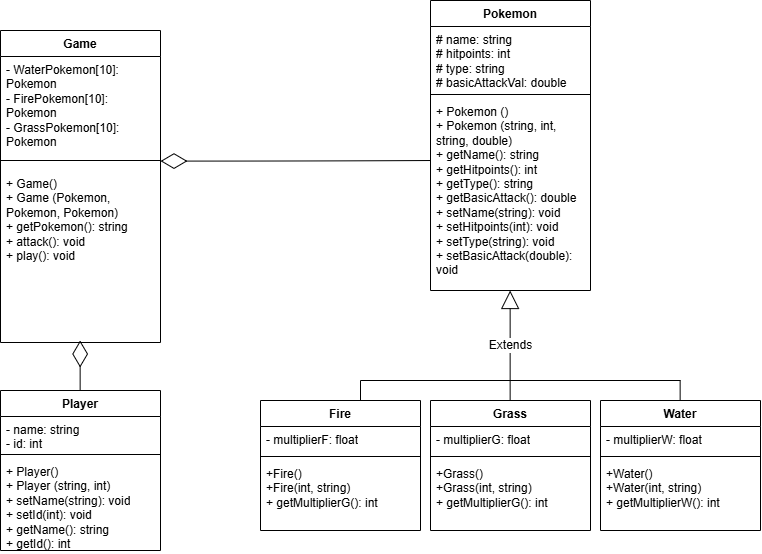 Game
- WaterPokemon[10]:
Pokemon
- FirePokemon[10]:
Pokemon
- GrassPokemon[10]:
Pokemon
+ Game()
+ Game (Pokemon,
Pokemon, Pokemon)
+ getPokemon(): string
+ attack(): void
+ play(): void
Pokemon
# name: string
# hitpoints: int
# type: string
# basicAttackVal: double
+ Pokemon ()
+ Pokemon (string, int,
string, double)
+ getName(): string
+ getHitpoints(): int
+ getType(): string
+ getBasicAttack(): double
+ setName(string): void
+ setHitpoints(int): void
+ setType(string): void
+ setBasicAttack(double):
void
Extends
Player
- name: string
- id: int
+ Player()
+ Player (string, int)
+ setName(string): void
+ setId(int): void
+ getName(): string
+ getId(): int
Fire
- multiplierF: float
+Fire()
+Fire(int, string)
+ getMultiplierG(): int
Grass
- multiplierG: float
+Grass()
+Grass(int, string)
+ getMultiplierG(): int
Water
- multiplierW: float
+Water()
+Water(int, string)
+ getMultiplierW(): int